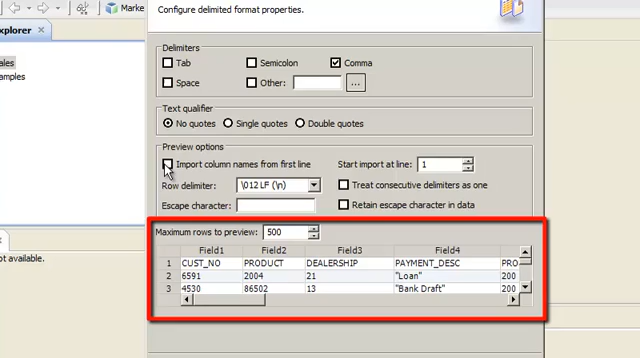 Marke
Configure delimited format properties.
xplorer
ales
amples
ot available.
Delimiters
Tab Semicolon Comma
Space Other: ...
Text qualifier
No quotes Single quotes Double quotes
Preview options
Import column names from first line Start import at line: 1
Row delimiter: \012 LF (\n) Treat consecutive delimiters as one
Escape character: Retain escape character in data
Maximum rows to preview: 500
Field1 Field2 Field3 Field4
1 CUST_NO PRODUCT DEALERSHIP PAYMENT_DESC PRO
2 6591 2004 21 "Loan" 200
3 4530 86502 13 "Bank Draft" 200